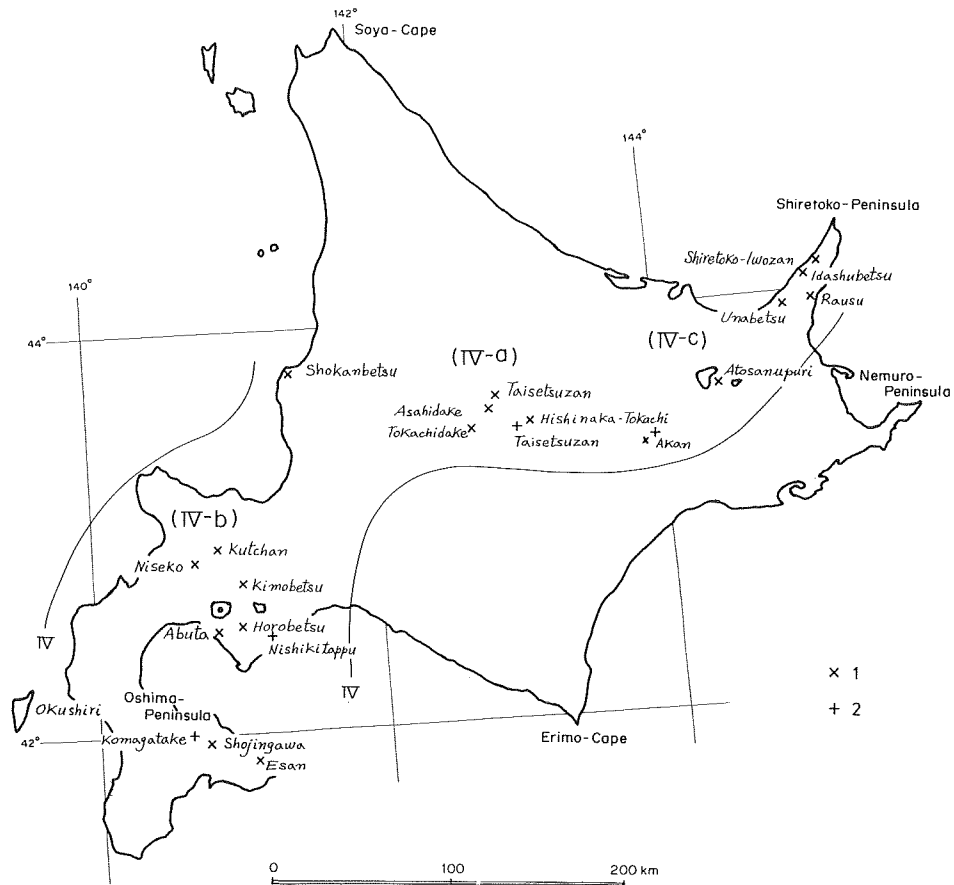 142°
Soya-Cape
144°
Shiretoko-Peninsula
Shiretoko-Iwozan
Idashubetsu
Rausu
Unabetsu
140°
44°
(IV-c)
(IV-a)
Shokanbetsu
Atosanupuri
Nemuro-
Peninsula
Taisetsuzan
Asahidake
Hishinaka-Tokachi
Tokachidake
Taisetsuzan
Akan
(IV-b)
Kutchan
Niseko
Kimobetsu
Horobetsu
Abuta
Nishikitappu
IV
IV
× 1
+ 2
Okushiri
Oshima-
Peninsula
Komagatake
Shojingawa
42°
Esan
Erimo-Cape
0 100 200 km